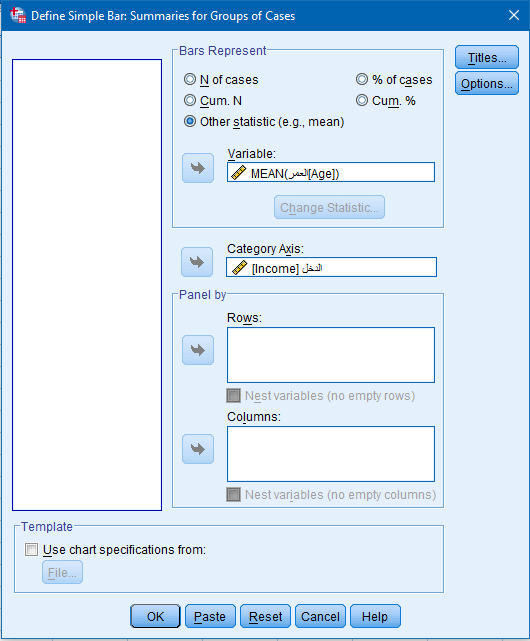 Define Simple Bar: Summaries for Groups of Cases
Bars Represent
N of cases
% of cases
Cum. N
Cum. %
Other statistic (e.g., mean)
Variable:
MEAN(العمر[Age])
Change Statistic...
Category Axis:
الدخل [Income]
Panel by
Rows:
Nest variables (no empty rows)
Columns:
Nest variables (no empty columns)
Titles...
Options...
Template
Use chart specifications from:
File...
OK
Paste
Reset
Cancel
Help